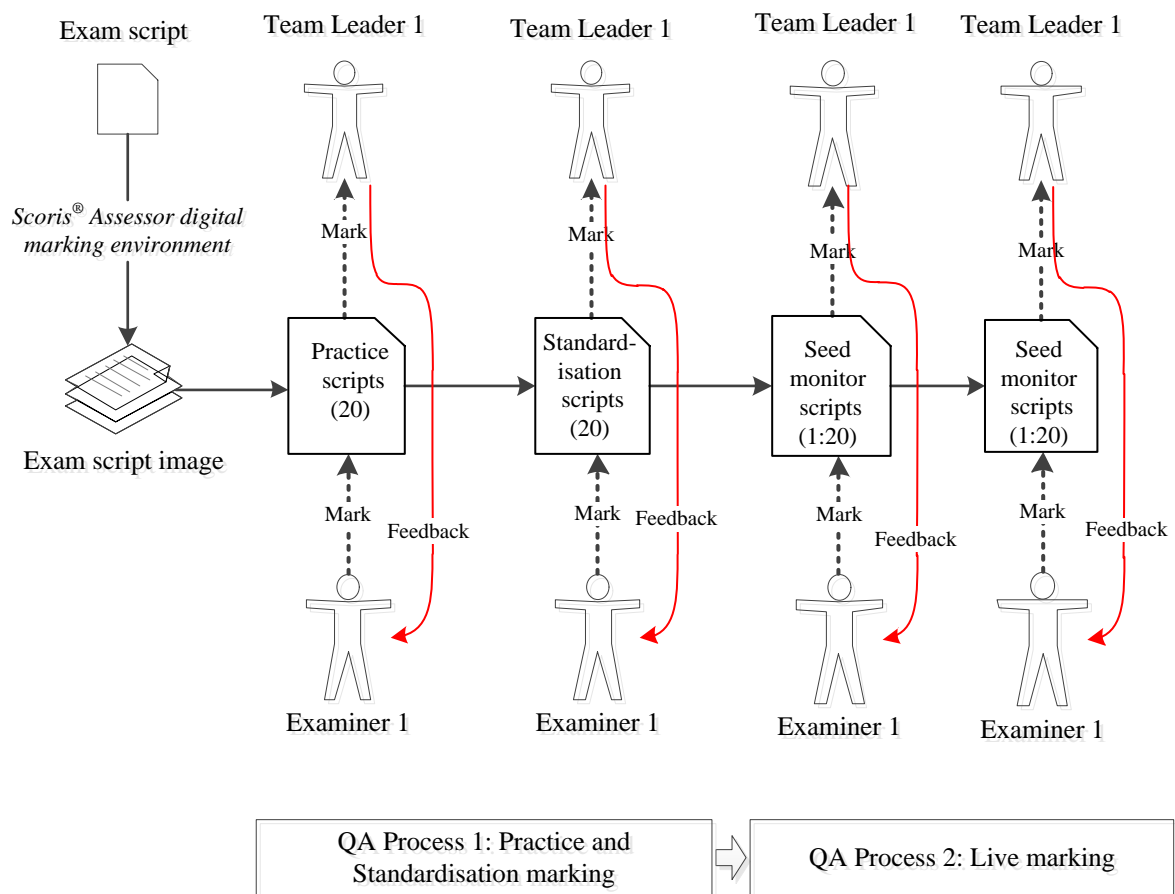 Exam script
Team Leader 1
Team Leader 1
Team Leader 1
Team Leader 1
Scoris® Assessor digital
marking environment
Mark
Mark
Mark
Mark
Practice
scripts
(20)
Standard-
isation
scripts
(20)
Seed
monitor
scripts
(1:20)
Seed
monitor
scripts
(1:20)
Exam script image
Mark
Feedback
Mark
Feedback
Mark
Feedback
Mark
Feedback
Examiner 1
Examiner 1
Examiner 1
Examiner 1
QA Process 1: Practice and
Standardisation marking
QA Process 2: Live marking